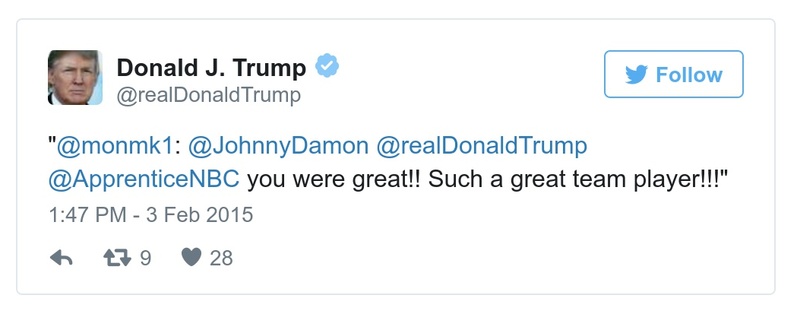 Donald J. Trump
@realDonaldTrump
Follow
"@monmk1: @JohnnyDamon @realDonaldTrump
@ApprenticeNBC you were great!! Such a great team player!!!"
1:47 PM - 3 Feb 2015
9 28